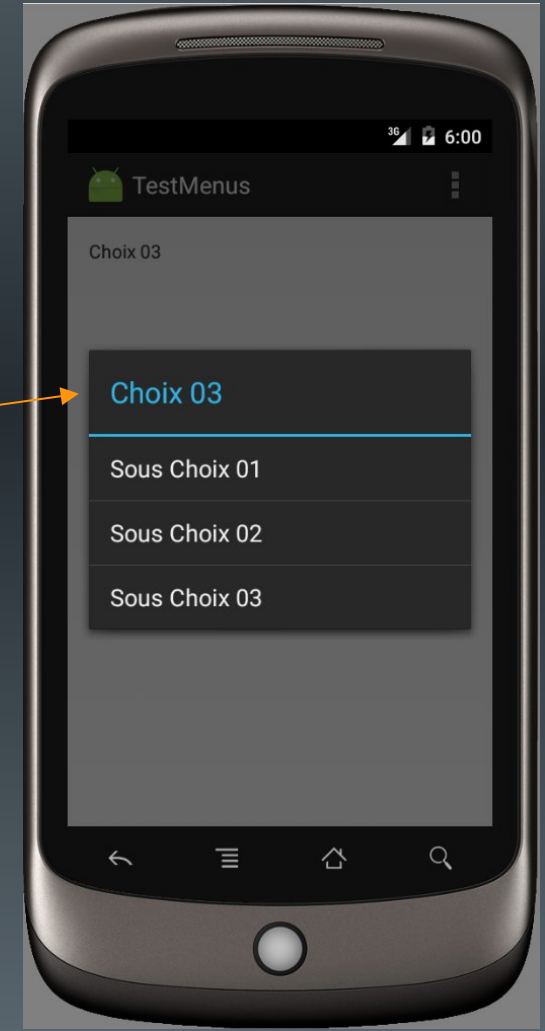 3G 6:00
TestMenus
Choix 03
Choix 03
Sous Choix 01
Sous Choix 02
Sous Choix 03